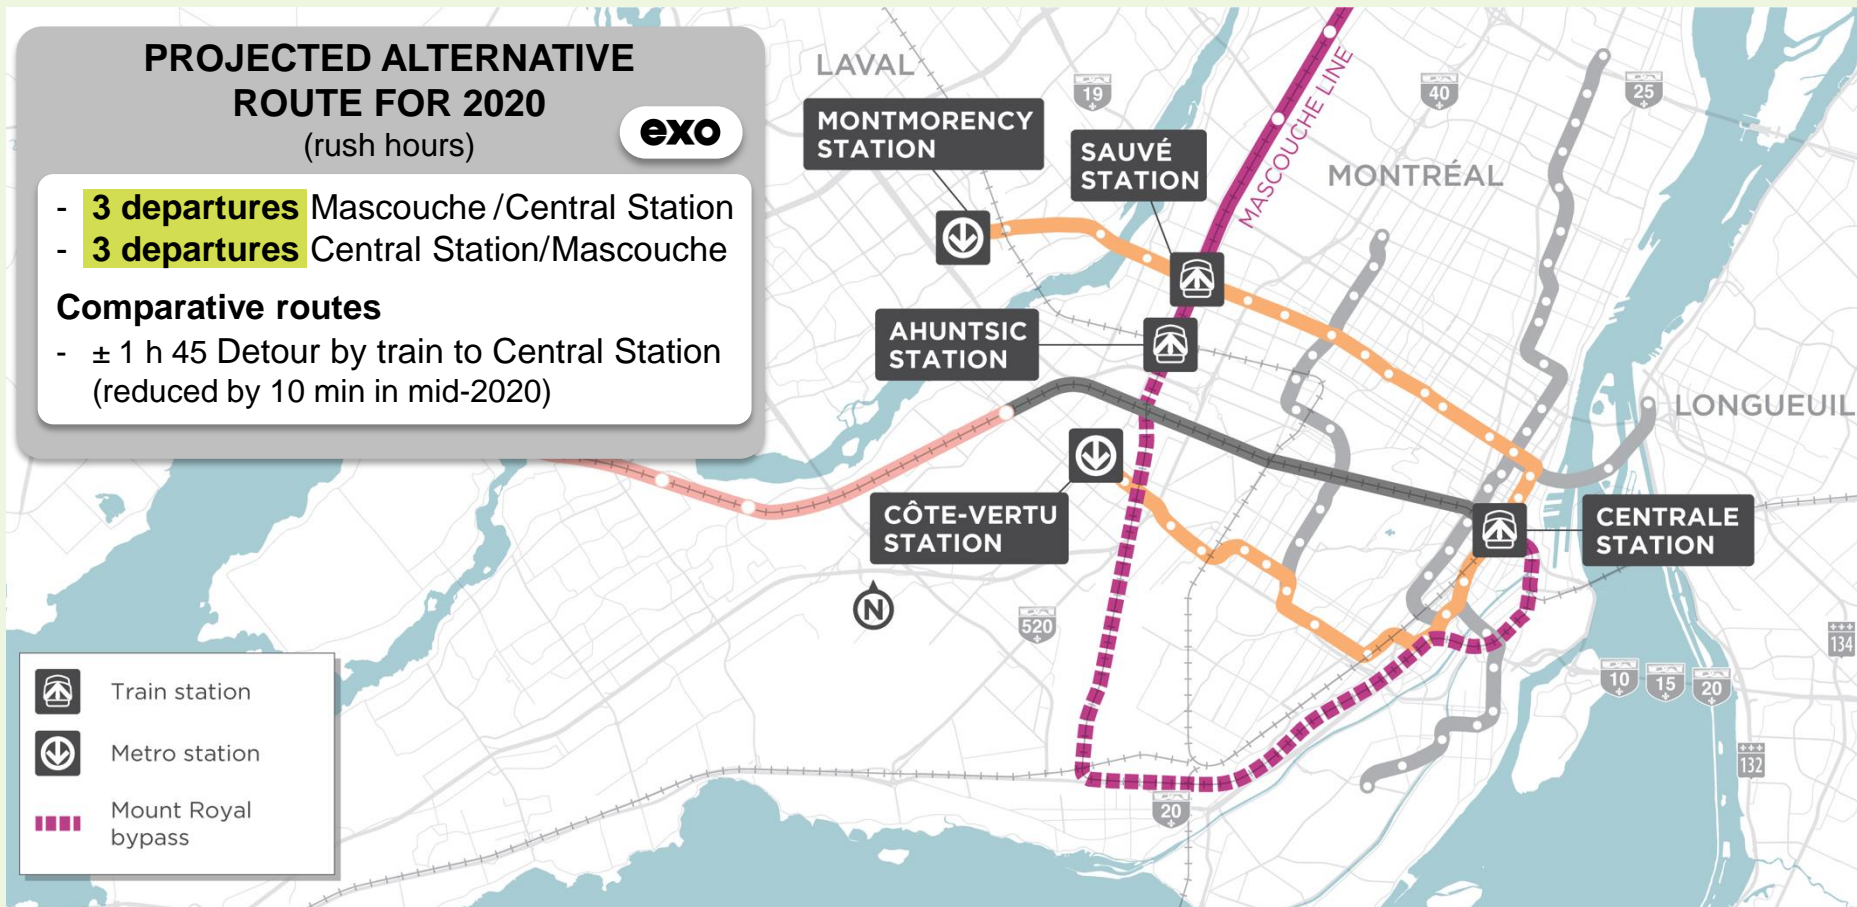 PROJECTED ALTERNATIVE
ROUTE FOR 2020
(rush hours)
exo
- 3 departures Mascouche / Central Station
- 3 departures Central Station/Mascouche
Comparative routes
- ± 1 h 45 Detour by train to Central Station
(reduced by 10 min in mid-2020)
LAVAL
19
MASCOUCHE LINE
40
25
MONTMORENCY
STATION
SAUVÉ
STATION
MONTRÉAL
AHUNTSIC
STATION
LONGUEUIL
CÔTE-VERTU
STATION
CENTRALE
STATION
N
520
134
10
15
20
132
20
Train station
Metro station
Mount Royal
bypass